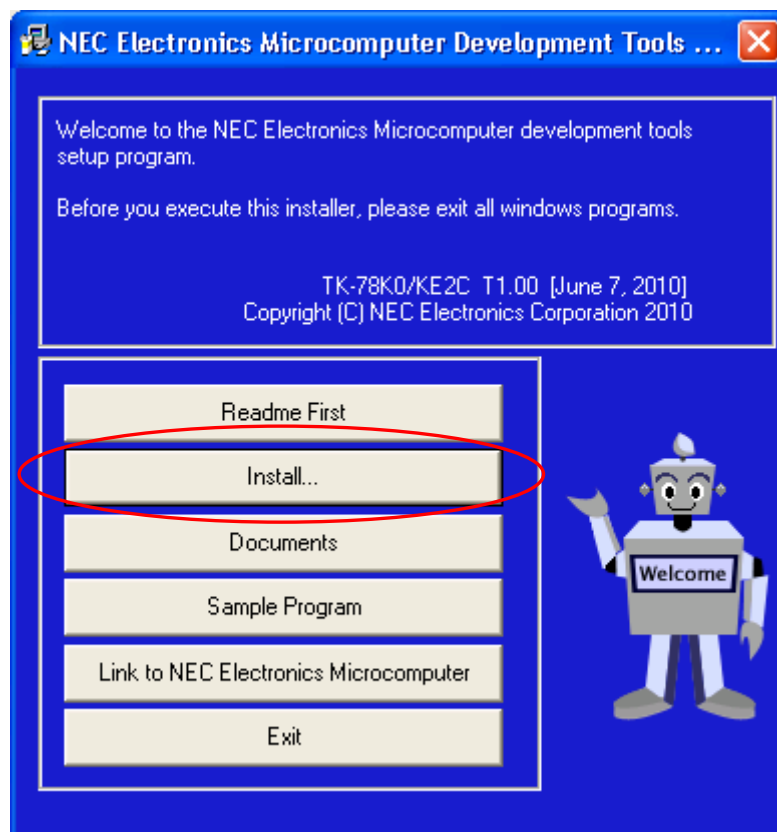 NEC Electronics Microcomputer Development Tools ...
Welcome to the NEC Electronics Microcomputer development tools
setup program.
Before you execute this installer, please exit all windows programs.
TK-78K0/KE2C T1.00 [June 7, 2010]
Copyright (C) NEC Electronics Corporation 2010
Readme First
Install...
Documents
Sample Program
Link to NEC Electronics Microcomputer
Exit
Welcome